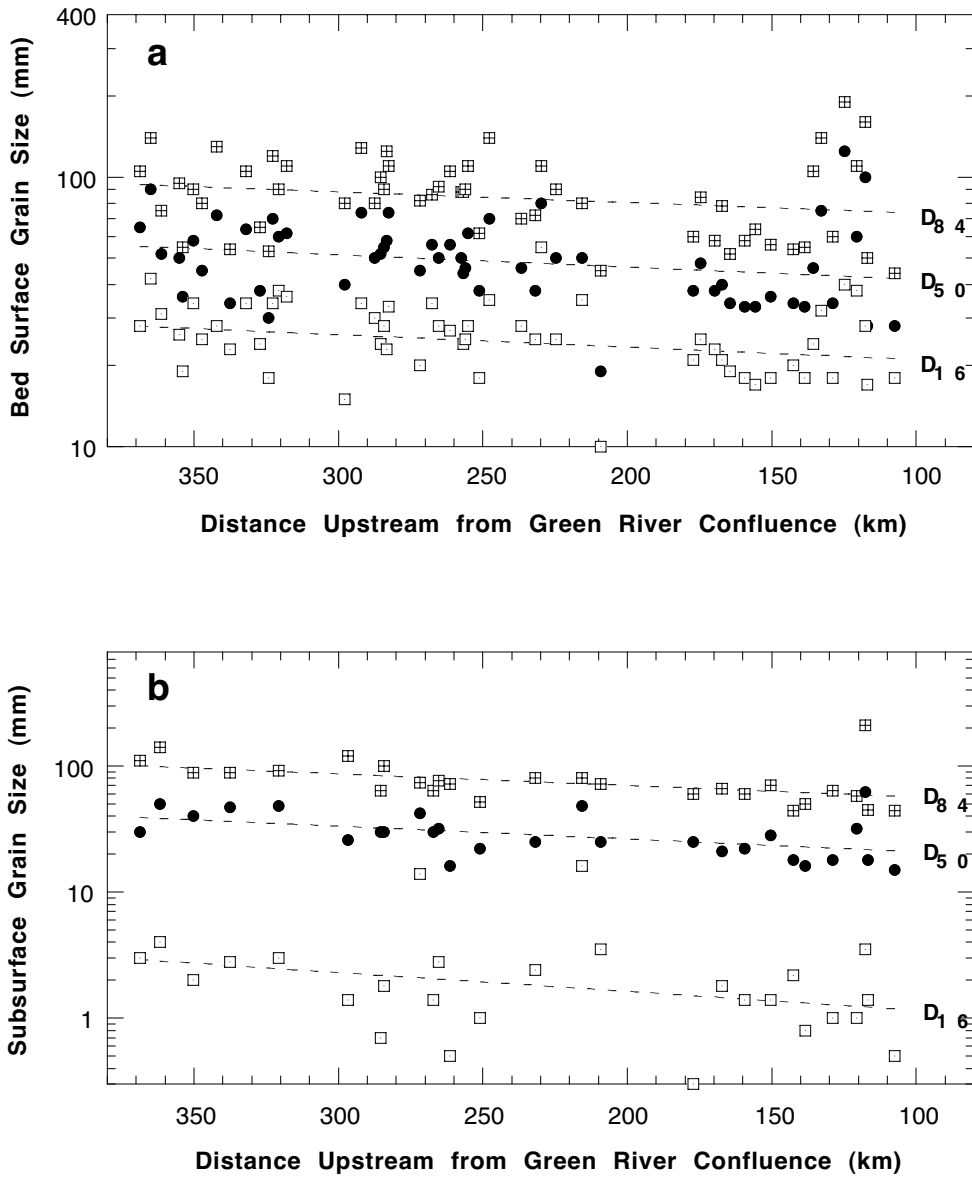 400
a
100
D84
D50
D16
10
350 300 250 200 150 100
Bed Surface Grain Size (mm)
Distance Upstream from Green River Confluence (km)
b
100
D84
D50
10
1
D16
350 300 250 200 150 100
Subsurface Grain Size (mm)
Distance Upstream from Green River Confluence (km)